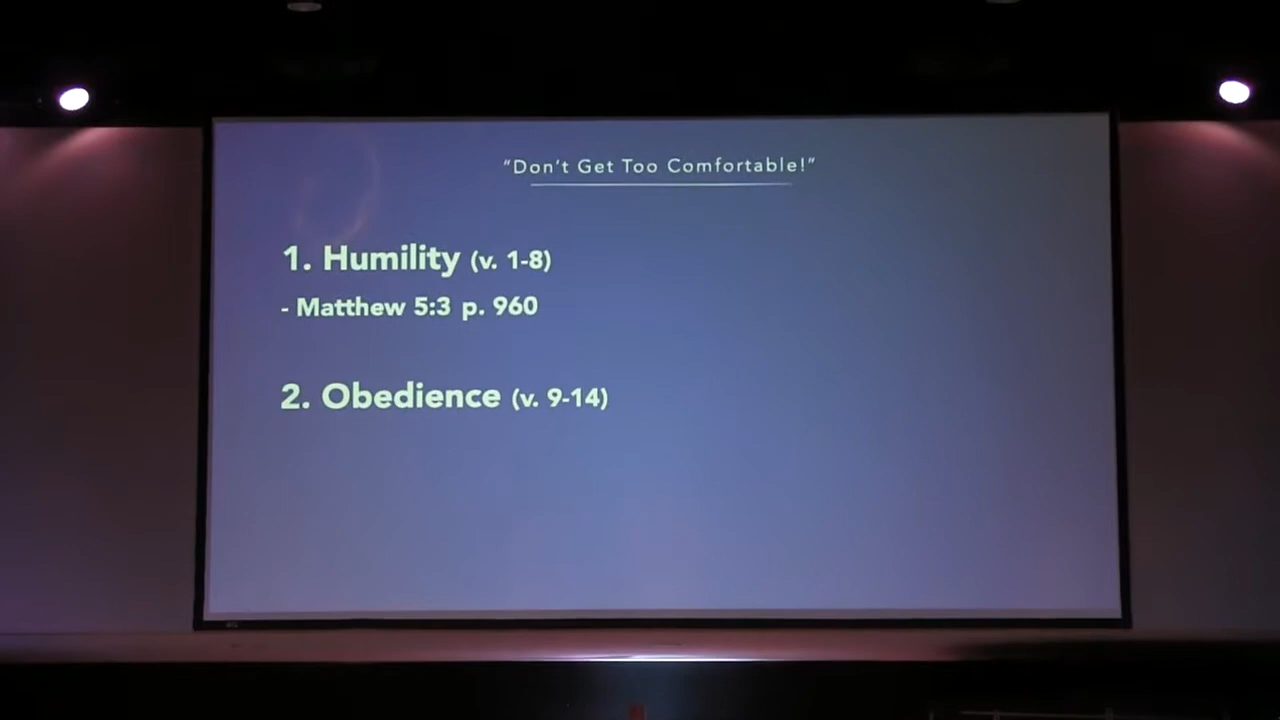 “Don’t Get Too Comfortable!”
1. Humility (v. 1-8)
- Matthew 5:3 p. 960
2. Obedience (v. 9-14)